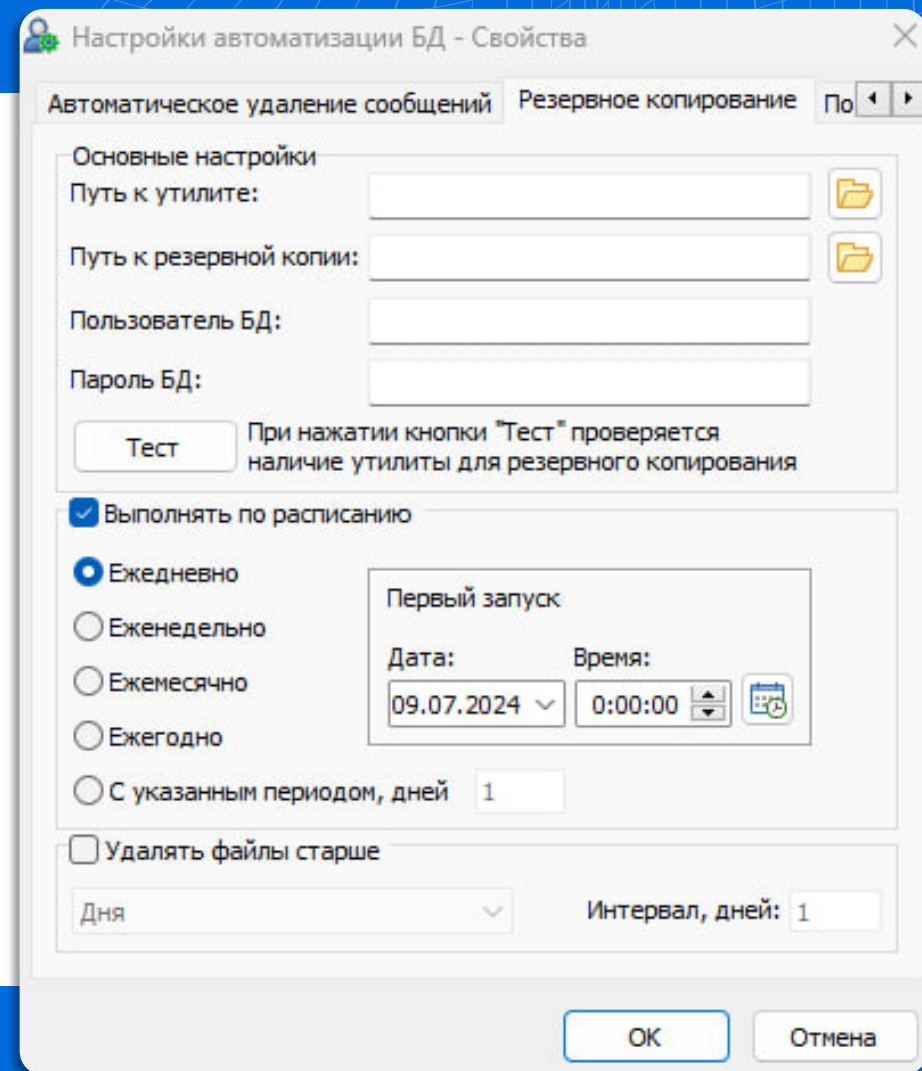 Настройки автоматизации БД - Свойства
Автоматическое удаление сообщений
Резервное копирование
По
Основные настройки
Путь к утилите:
Путь к резервной копии:
Пользователь БД:
Пароль БД:
Тест
При нажатии кнопки "Тест" проверяется
наличие утилиты для резервного копирования
Выполнять по расписанию
Ежедневно
Еженедельно
Ежемесячно
Ежегодно
С указанным периодом, дней 1
Первый запуск
Дата: Время:
09.07.2024 0:00:00
Удалять файлы старше
Дня Интервал, дней: 1
ОК Отмена